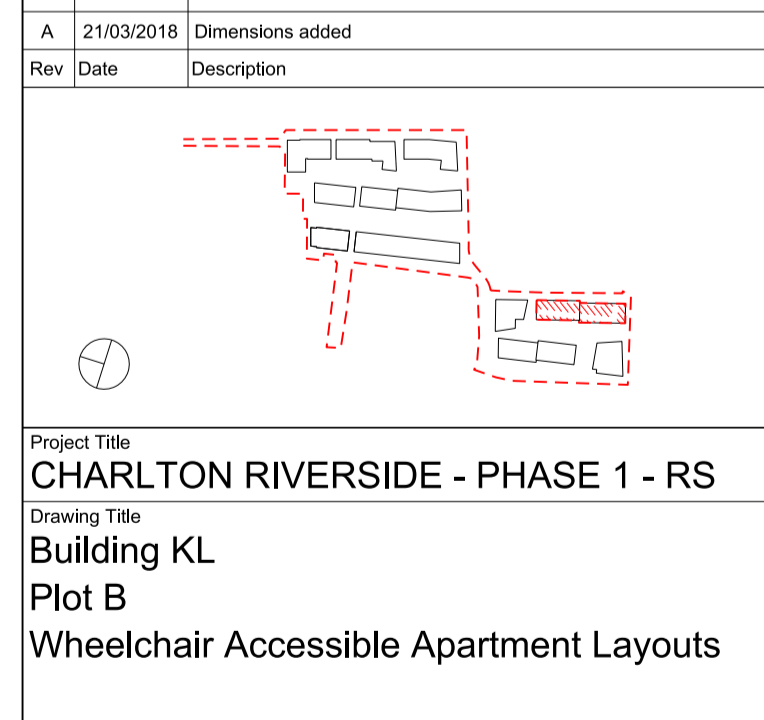 A 21/03/2018 Dimensions added
Rev Date Description
Project Title
CHARLTON RIVERSIDE - PHASE 1 - RS
Drawing Title
Building KL
Plot B
Wheelchair Accessible Apartment Layouts